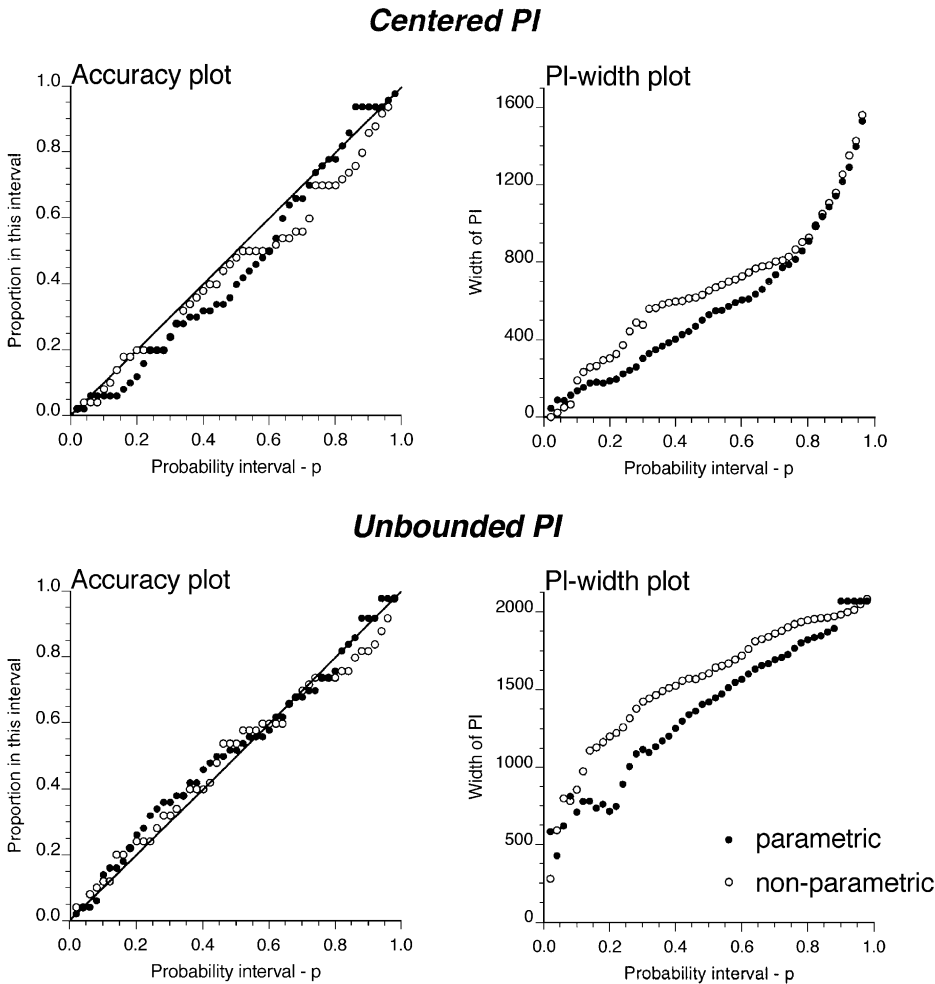 Centered PI
Accuracy plot
1.0
0.8
0.6
0.4
0.2
0.0
Proportion in this interval
0.0 0.2 0.4 0.6 0.8 1.0
Probability interval - p
PI-width plot
1600
1200
800
400
0
Width of PI
0.0 0.2 0.4 0.6 0.8 1.0
Probability interval - p
Unbounded PI
Accuracy plot
1.0
0.8
0.6
0.4
0.2
0.0
Proportion in this interval
0.0 0.2 0.4 0.6 0.8 1.0
Probability interval - p
PI-width plot
2000
1500
1000
500
0
Width of PI
0.0 0.2 0.4 0.6 0.8 1.0
Probability interval - p
parametric
non-parametric